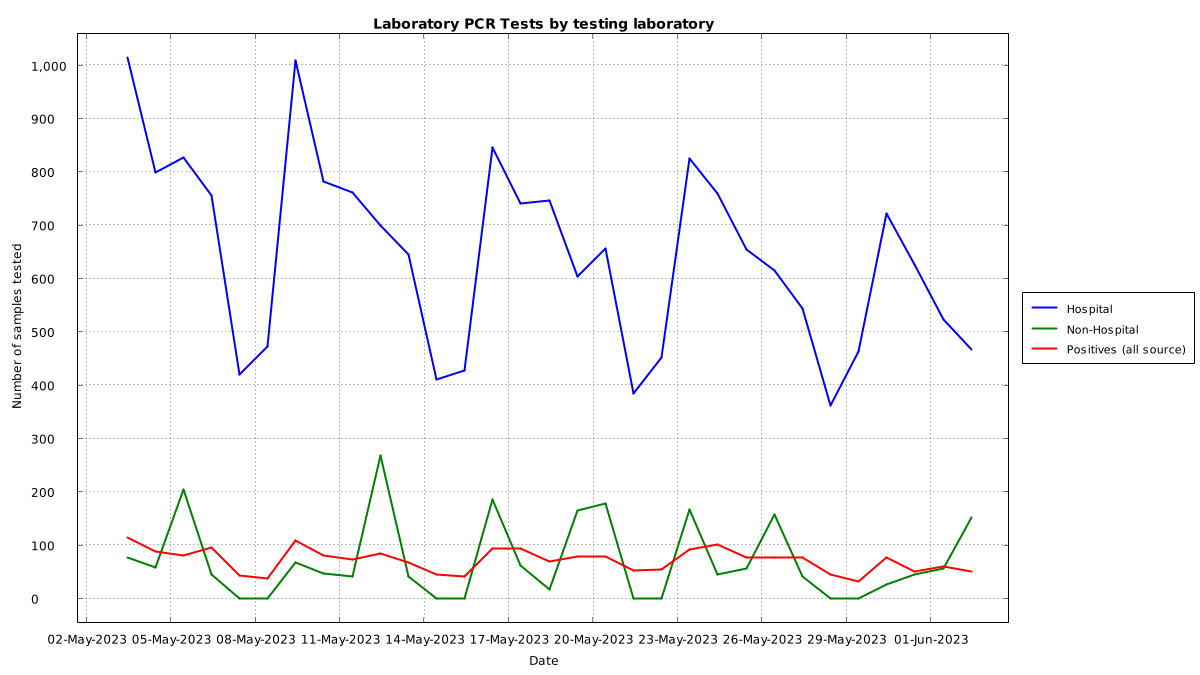 Laboratory PCR Tests by testing laboratory
1,000
900
800
700
600
500
400
300
200
100
0
Number of samples tested
02-May-2023 05-May-2023 08-May-2023 11-May-2023 14-May-2023 17-May-2023 20-May-2023 23-May-2023 26-May-2023 29-May-2023 01-Jun-2023
Date
Hospital
Non-Hospital
Positives (all source)